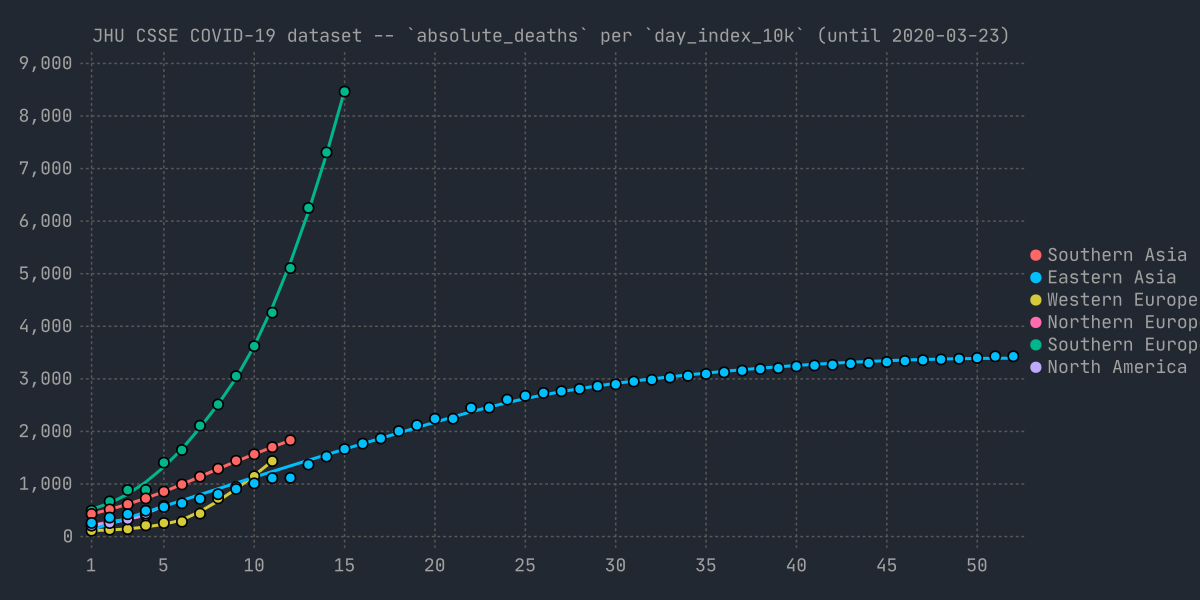 JHU CSSE COVID-19 dataset -- `absolute_deaths` per `day_index_10k` (until 2020-03-23)
9,000
8,000
7,000
6,000
5,000
4,000
3,000
2,000
1,000
0
1 5 10 15 20 25 30 35 40 45 50
Southern Asia
Eastern Asia
Western Europe
Northern Europ
Southern Europ
North America